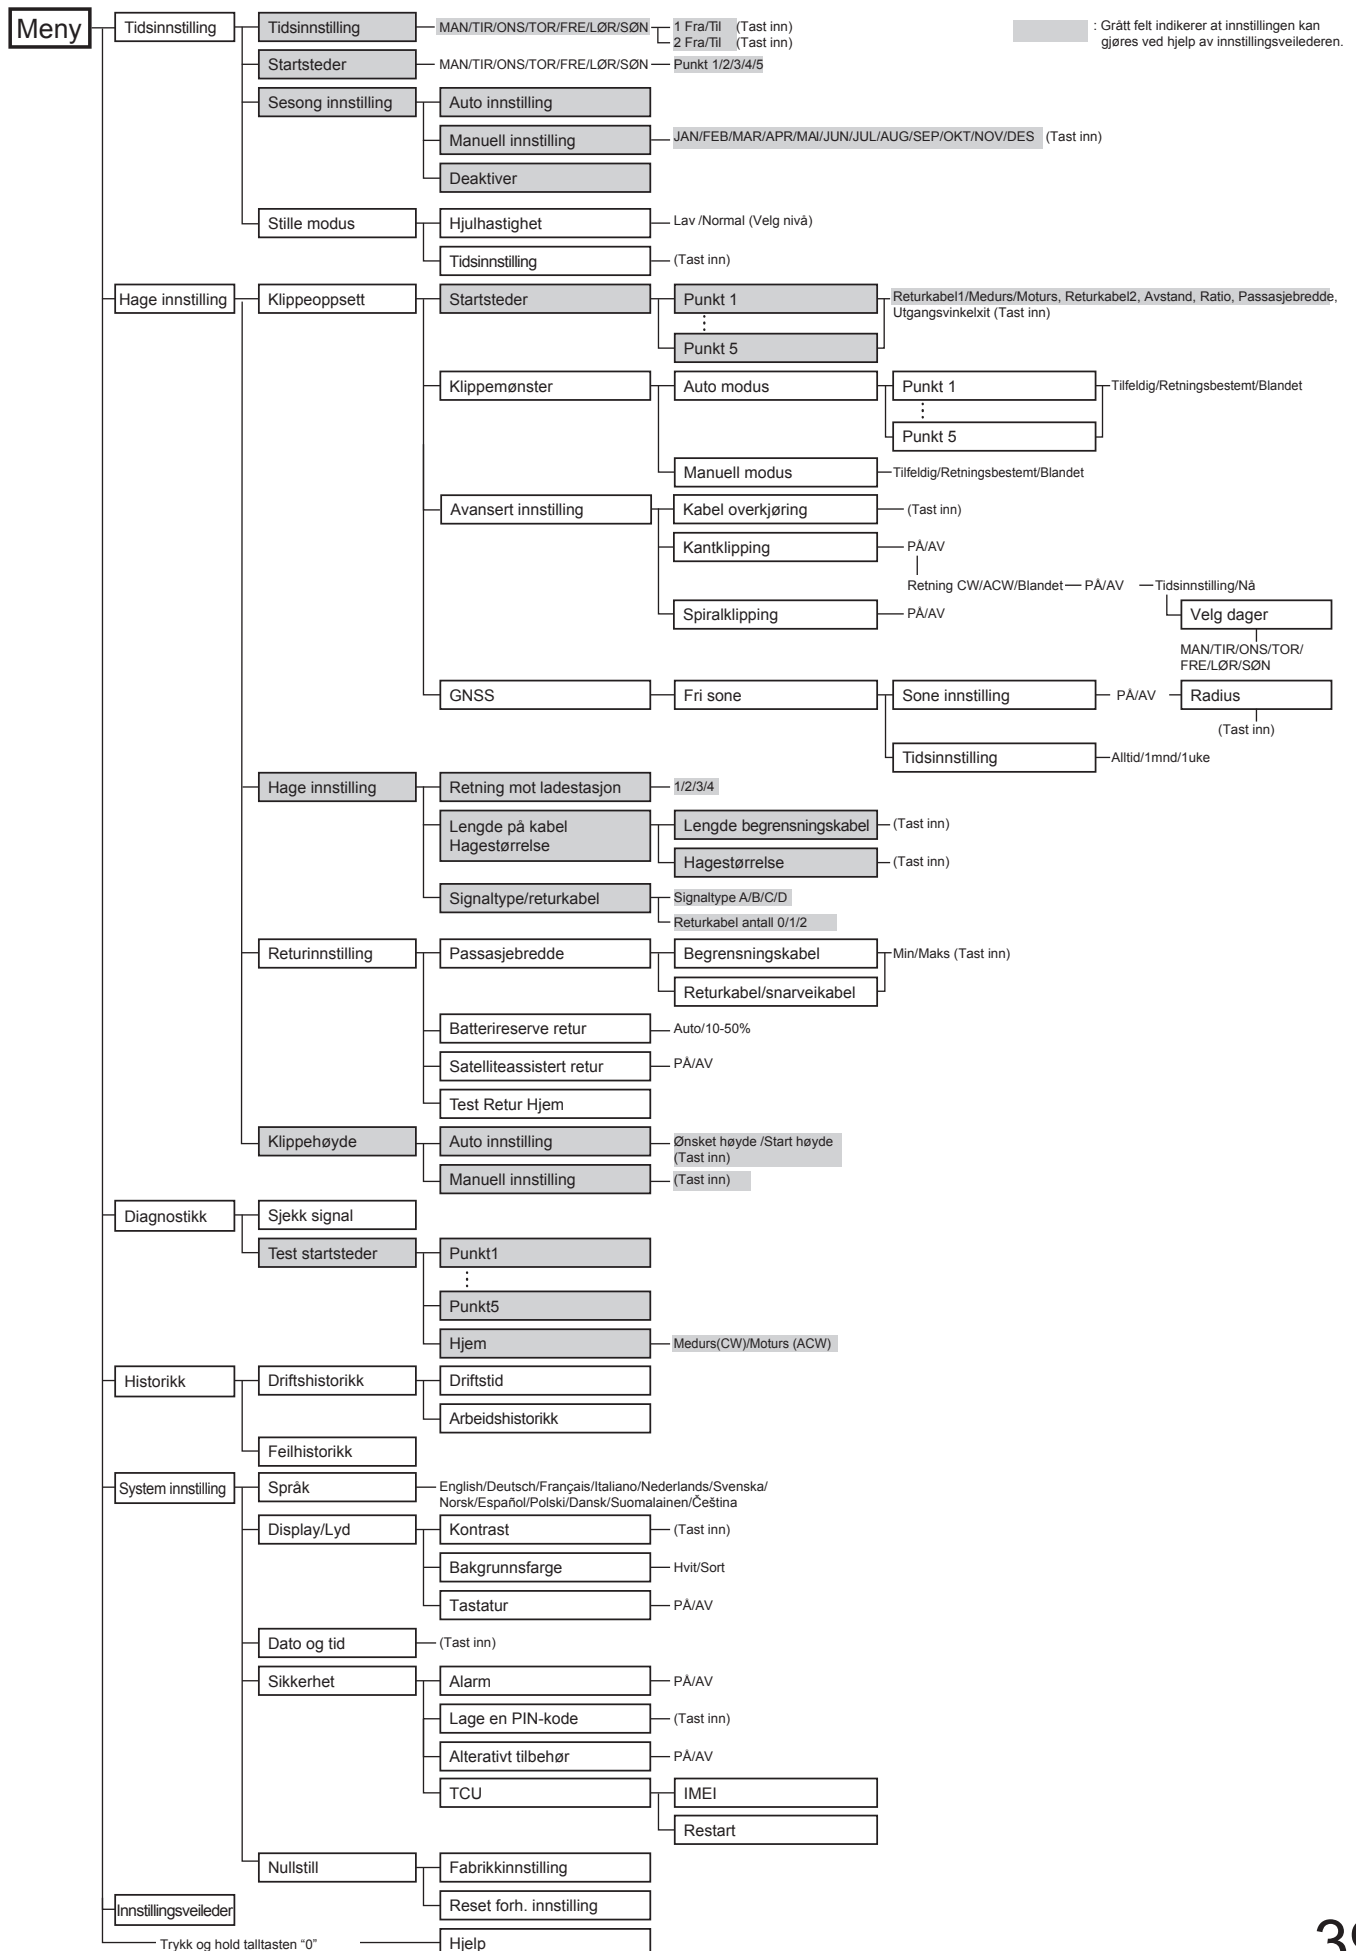 Meny
Tidsinnstilling
Tidsinnstilling
MAN/TIR/ONS/TOR/FRE/LØR/SØN
1 Fra/Til (Tast inn)
2 Fra/Til (Tast inn)
: Grått felt indikerer at innstillingen kan
gjøres ved hjelp av innstillingsveilederen.
Startsteder
MAN/TIR/ONS/TOR/FRE/LØR/SØN
Punkt 1/2/3/4/5
Sesong innstilling
Auto innstilling
Manuell innstilling
JAN/FEB/MAR/APR/MAI/JUN/JUL/AUG/SEP/OKT/NOV/DES (Tast inn)
Deaktiver
Stille modus
Hjulhastighet
Lav /Normal (Velg nivå)
Tidsinnstilling
(Tast inn)
Hage innstilling
Klippeoppsett
Startsteder
Punkt 1
Returkabel1/Medurs/Moturs, Returkabel2, Avstand, Ratio, Passasjebredde,
Utgangsvinkelxit (Tast inn)
Punkt 5
Klippemønster
Auto modus
Punkt 1
Tilfeldig/Retningsbestemt/Blandet
Punkt 5
Manuell modus
Tilfeldig/Retningsbestemt/Blandet
Avansert innstilling
Kabel overkjøring
(Tast inn)
Kantklipping
PÅ/AV
Retning CW/ACW/Blandet
PÅ/AV
Tidsinnstilling/Nå
Spiralklipping
PÅ/AV
Velg dager
MAN/TIR/ONS/TOR/
FRE/LØR/SØN
GNSS
Fri sone
Sone innstilling
PÅ/AV
Radius
(Tast inn)
Tidsinnstilling
Alltid/1mnd/1uke
Hage innstilling
Retning mot ladestasjon
1/2/3/4
Lengde på kabel
Hagestørrelse
Lengde begrensningskabel
(Tast inn)
Hagestørrelse
(Tast inn)
Signaltype/returkabel
Signaltype A/B/C/D
Returkabel antall 0/1/2
Returinnstilling
Passasjebredde
Begrensningskabel
Min/Maks (Tast inn)
Returkabel/snarveikabel
Batterireserve retur
Auto/10-50%
Satelliteassistert retur
PÅ/AV
Test Retur Hjem
Klippehøyde
Auto innstilling
Ønsket høyde /Start høyde
(Tast inn)
Manuell innstilling
(Tast inn)
Diagnostikk
Sjekk signal
Test startsteder
Punkt1
Punkt5
Hjem
Medurs(CW)/Moturs (ACW)
Historikk
Driftshistorikk
Driftstid
Arbeidshistorikk
Feilhistorikk
System innstilling
Språk
English/Deutsch/Français/Italiano/Nederlands/Svenska/
Norsk/Español/Polski/Dansk/Suomalainen/Čeština
Display/Lyd
Kontrast
(Tast inn)
Bakgrunnsfarge
Hvit/Sort
Tastatur
PÅ/AV
Dato og tid
(Tast inn)
Sikkerhet
Alarm
PÅ/AV
Lage en PIN-kode
(Tast inn)
Alterativt tilbehør
PÅ/AV
TCU
IMEI
Restart
Nullstill
Fabrikkinnstilling
Reset forh. innstilling
Innstillingsveileder
Trykk og hold talltasten “0”
Hjelp